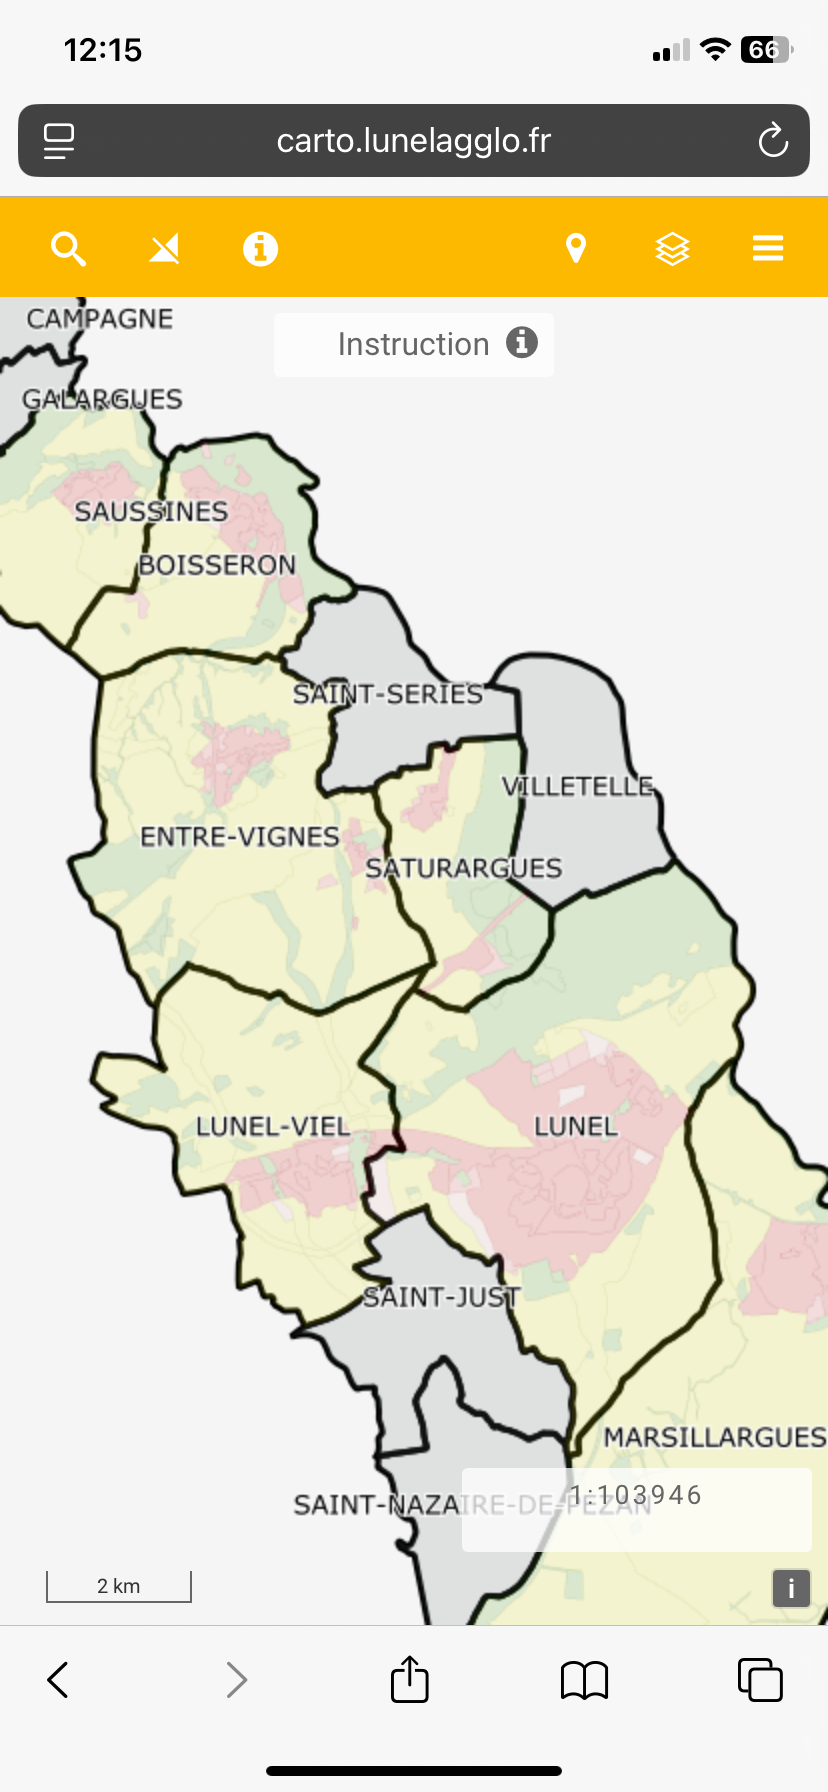 12:15
66
carto.lunelagglo.fr
CAMPAGNE
Instruction
GALARGUES
SAUSSINES
BOISSERON
SAINT-SERIES
VILLETELLE
ENTRE-VIGNES
SATURARGUES
LUNEL-VIEL
LUNEL
SAINT-JUST
MARSILLARGUES
1:103946
SAINT-NAZAIRE-DE-PEZAN
2 km
i